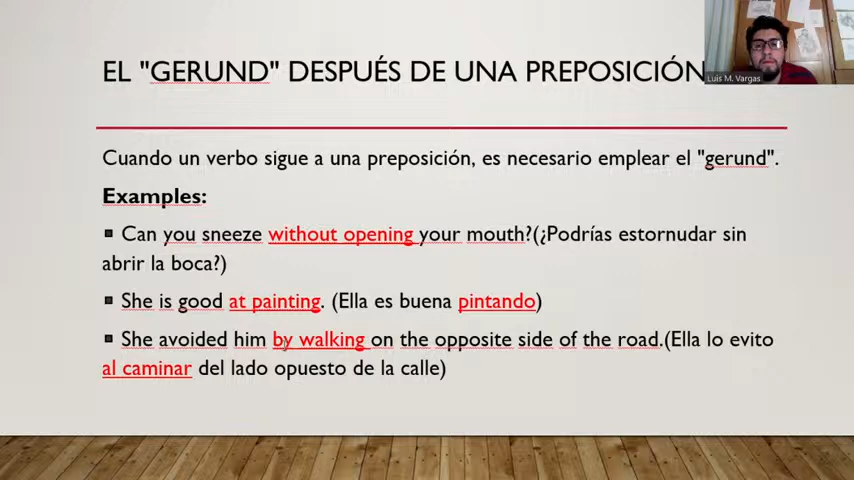 EL "GERUND" DESPUÉS DE UNA PREPOSICIÓN
Luis M. Vargas
Cuando un verbo sigue a una preposición, es necesario emplear el "gerund".
Examples:
▪ Can you sneeze without opening your mouth?(¿Podrías estornudar sin
abrir la boca?)
▪ She is good at painting. (Ella es buena pintando)
▪ She avoided him by walking on the opposite side of the road.(Ella lo evito
al caminar del lado opuesto de la calle)